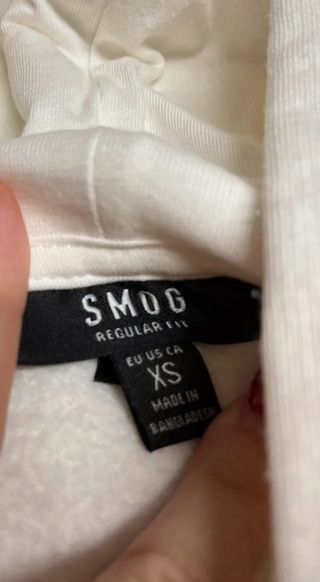 SMOG
REGULAR FIT
EU US CA
XS
MADE IN
BANGLADESH